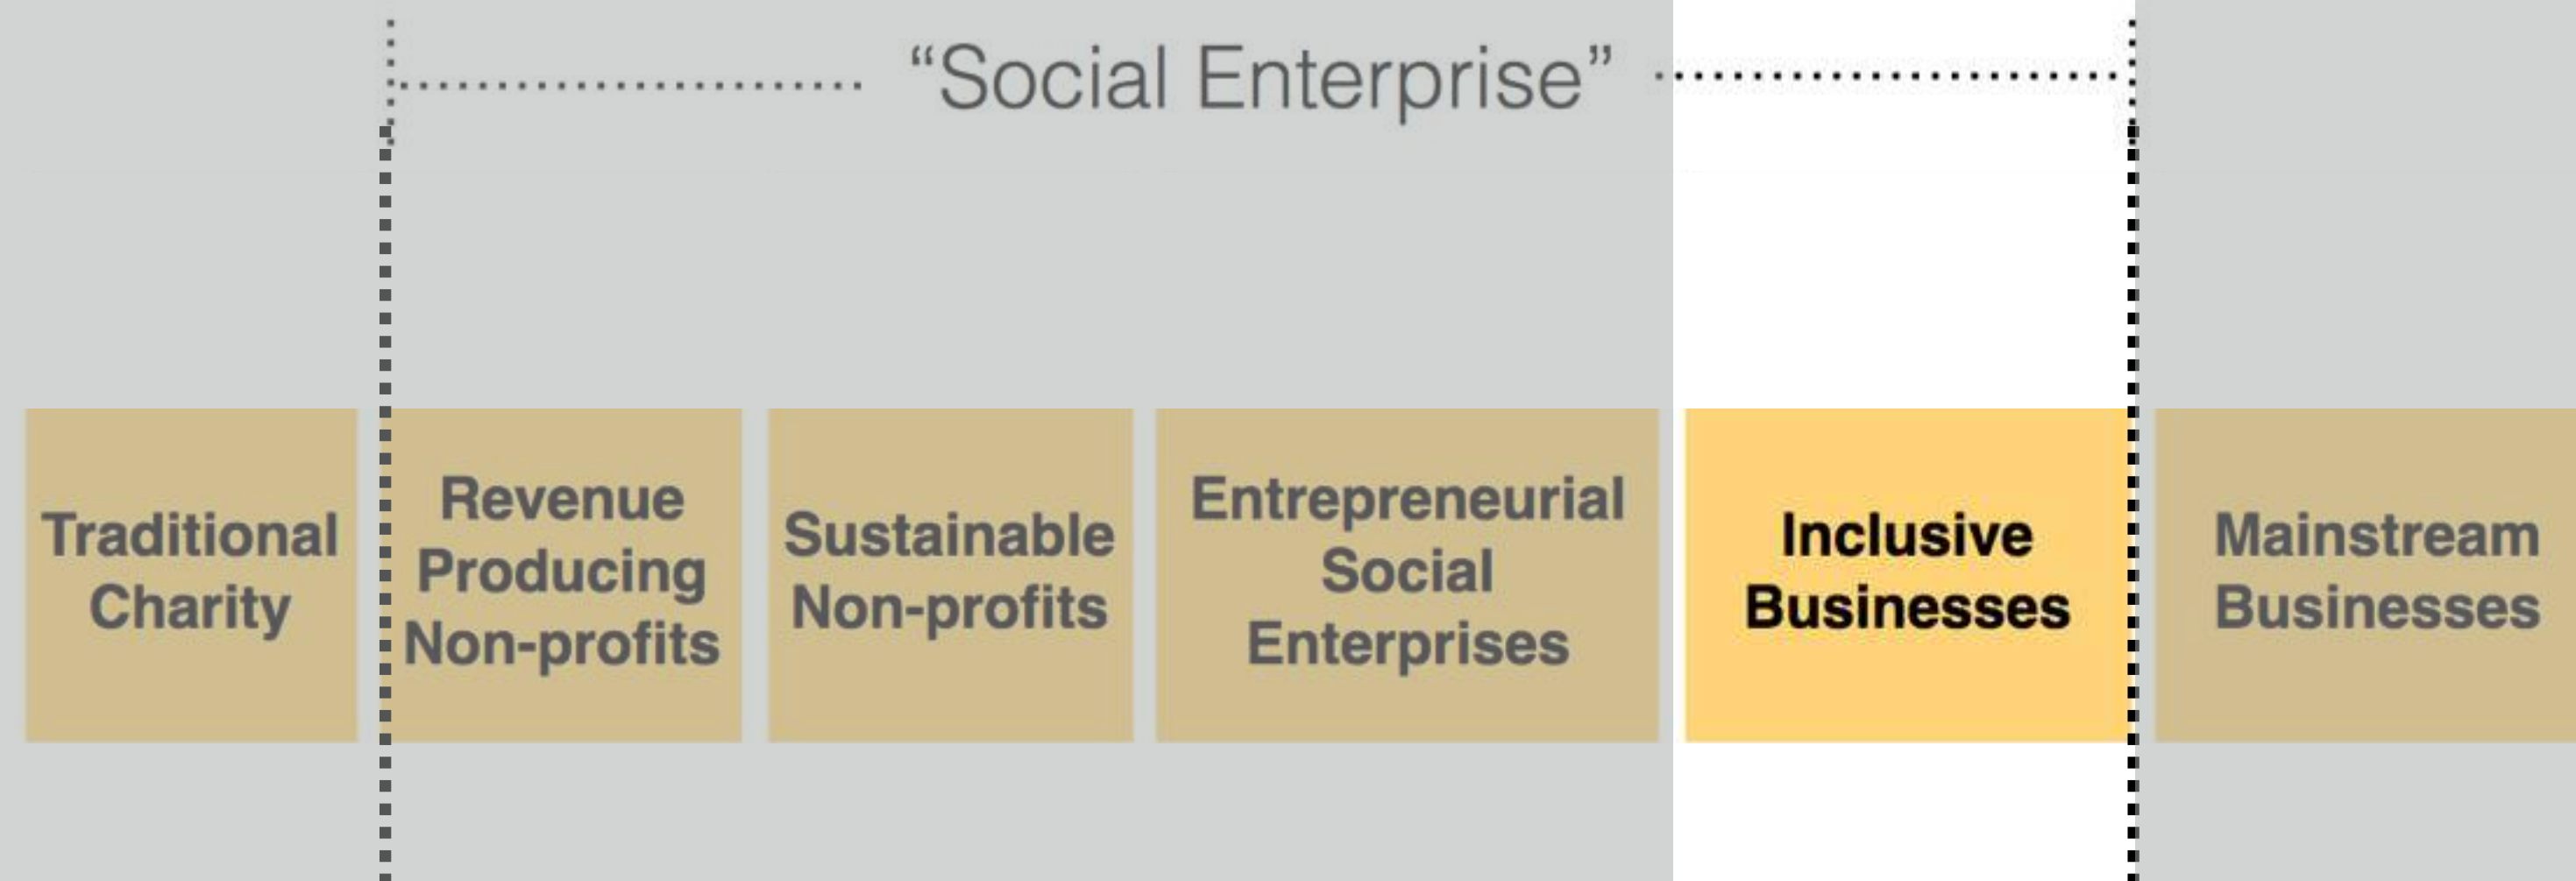 “Social Enterprise”
Traditional
Charity
Revenue
Producing
Non-profits
Sustainable
Non-profits
Entrepreneurial
Social
Enterprises
Inclusive
Businesses
Mainstream
Businesses